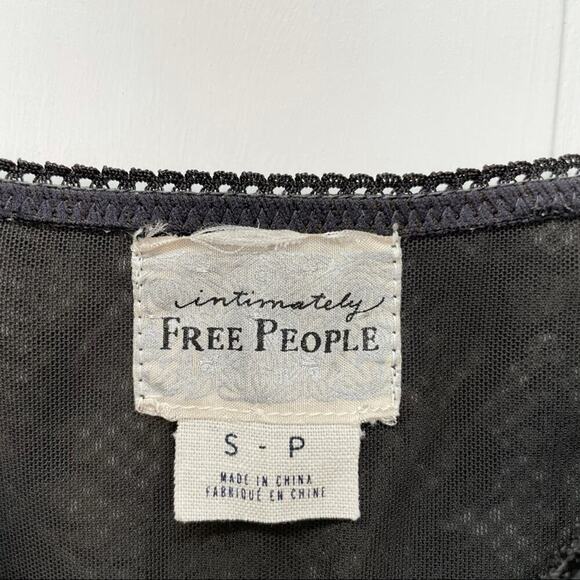 intimately
FREE PEOPLE
S - P
MADE IN CHINA
FABRIQUÉ EN CHINE